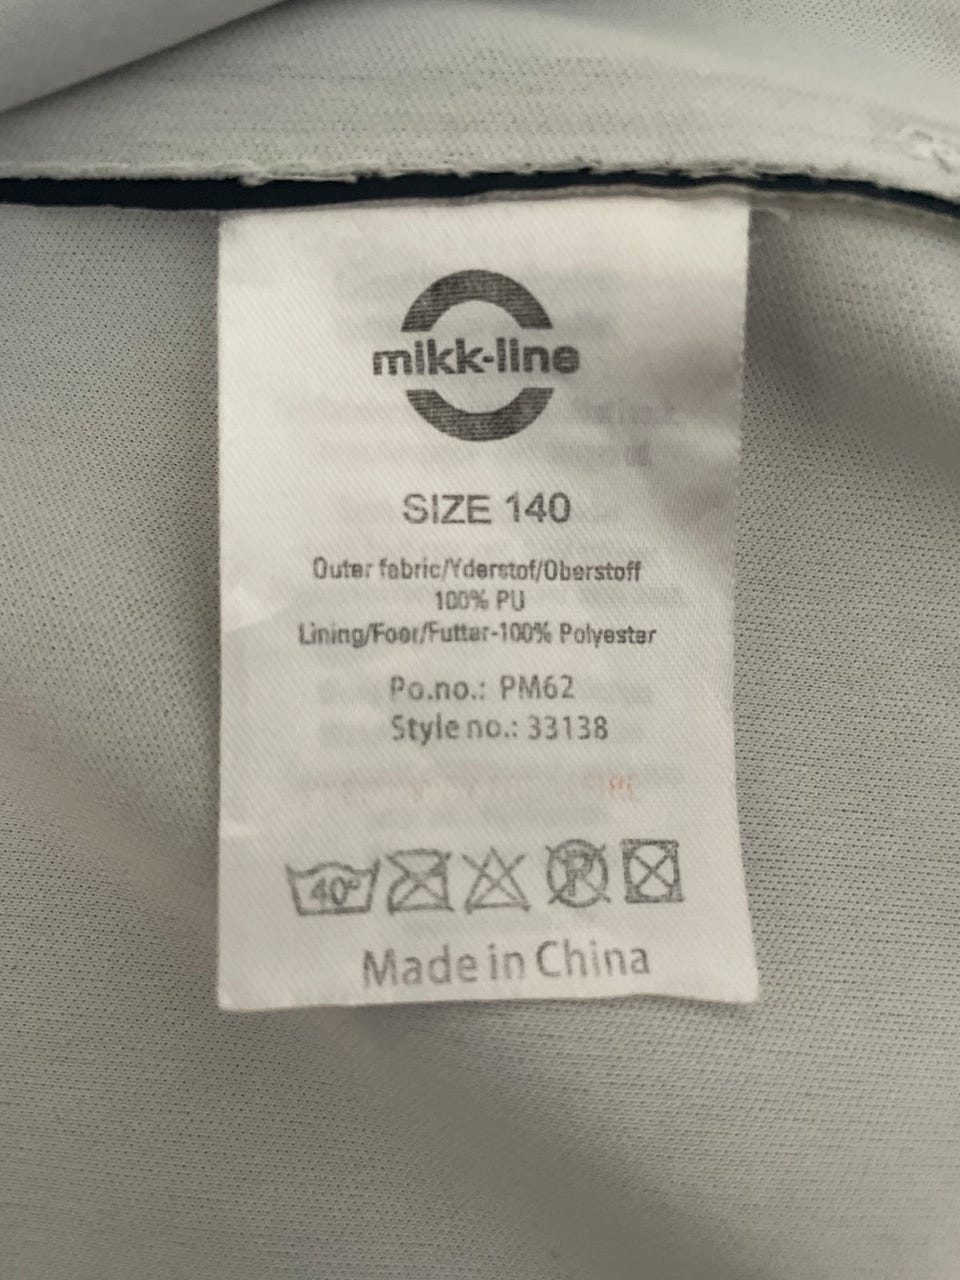 mikk-line
SIZE 140
Outer fabric/Yderstof/Oberstoff
100% PU
Lining/Foer/Futter-100% Polyester
Po.no.: PM62
Style no.: 33138
40°
P
Made in China